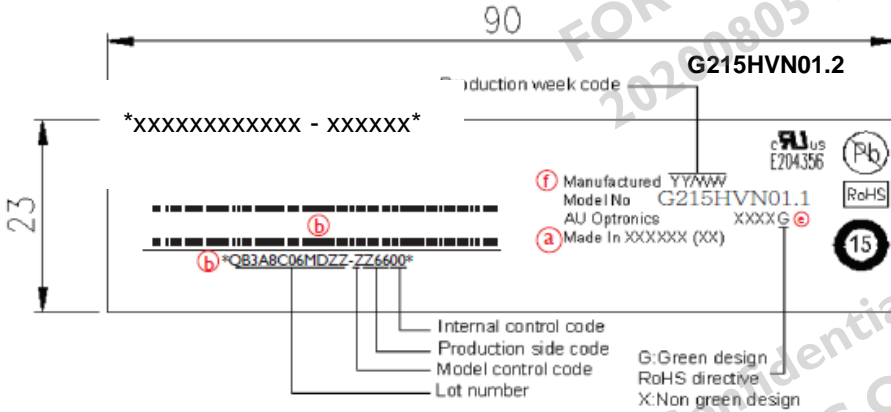 90
FOR
20200805
G215HVN01.2
duction week code
*xxxxxxxxxxxx - xxxxxx*
c us
E204356
Pb
23
f Manufactured YY/WW
Model No G215HVN01.1
RoHS
b
AU Optronics XXXXG e
a Made In XXXXXX (XX)
15
b *QB3A8C06MDZZ-ZZ6600*
Internal control code
Production side code
Model control code
Lot number
G:Green design
RoHS directive
X:Non green design